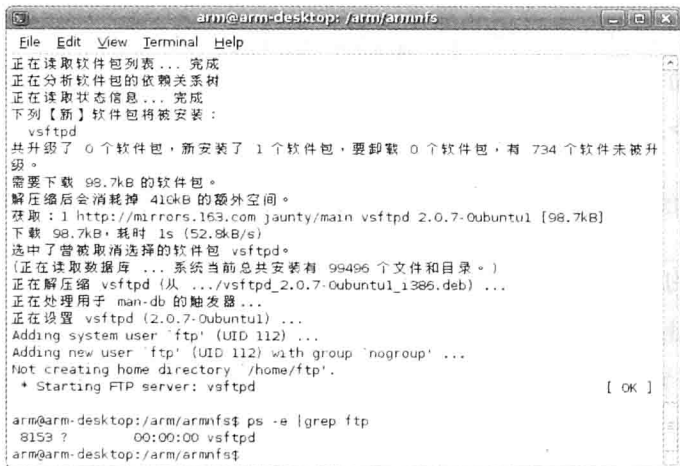 arm@arm-desktop: /arm/armnfs
File Edit View Terminal Help
正在读取软件包列表... 完成
正在分析软件包的依赖关系树
正在读取状态信息... 完成
下列【新】软件包将被安装：
vsftpd
共升级了 0 个软件包，新安装了 1 个软件包，要卸载 0 个软件包，有 734 个软件未被升
级。
需要下载 98.7kB 的软件包。
解压缩后会消耗掉 410kB 的额外空间。
获取：1 http://mirrors.163.com jaunty/main vsftpd 2.0.7-0ubuntu1 [98.7kB]
下载 98.7kB，耗时 1s (52.8kB/s)
选中了曾被取消选择的软件包 vsftpd。
(正在读取数据库 ... 系统当前总共安装有 99496 个文件和目录。)
正在解压缩 vsftpd (从 .../vsftpd_2.0.7-0ubuntu1_i386.deb) ...
正在处理用于 man-db 的触发器...
正在设置 vsftpd (2.0.7-0ubuntu1) ...
Adding system user `ftp' (UID 112) ...
Adding new user `ftp' (UID 112) with group `nogroup' ...
Not creating home directory `/home/ftp'.
* Starting FTP server: vsftpd [ OK ]
arm@arm-desktop:/arm/armnfs$ ps -e |grep ftp
8153 ? 00:00:00 vsftpd
arm@arm-desktop:/arm/armnfs$